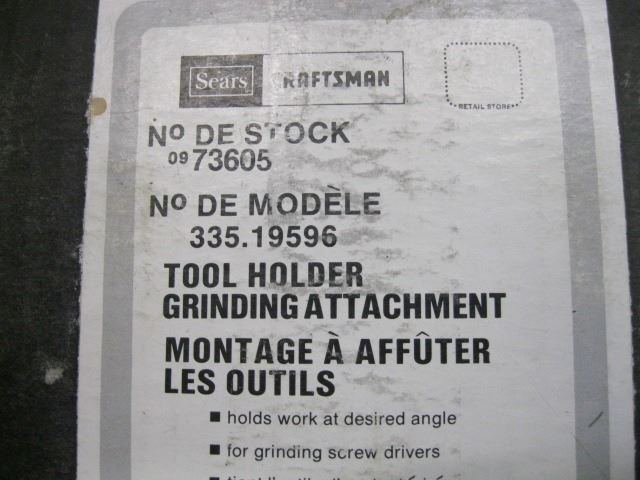 Sears CRAFTSMAN
RETAIL STORE
Nº DE STOCK
09 73605
Nº DE MODÈLE
335.19596
TOOL HOLDER
GRINDING ATTACHMENT
MONTAGE À AFFÛTER
LES OUTILS
■ holds work at desired angle
■ for grinding screw drivers